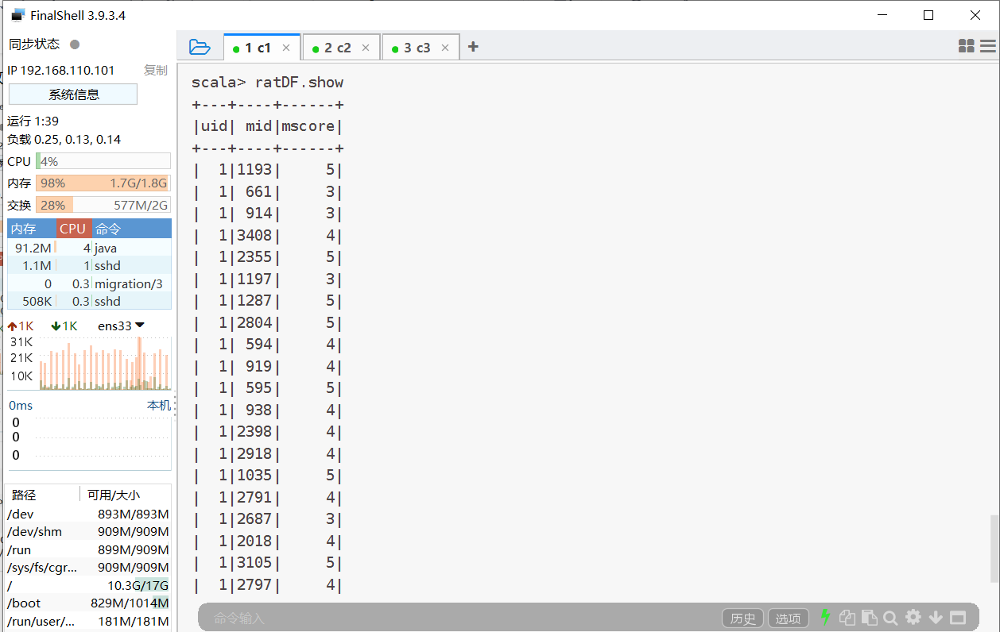 FinalShell 3.9.3.4
同步状态
IP 192.168.110.101 复制
系统信息
运行 1:39
负载 0.25, 0.13, 0.14
CPU 4%
内存 98% 1.7G/1.8G
交换 28% 577M/2G
内存 CPU 命令
91.2M 4 java
1.1M 1 sshd
0 0.3 migration/3
508K 0.3 sshd
1K 1K ens33
31K
21K
10K
0ms 本机
0
0
0
路径 可用/大小
/dev 893M/893M
/dev/shm 909M/909M
/run 899M/909M
/sys/fs/cgr... 909M/909M
/ 10.3G/17G
/boot 829M/1014M
/run/user/... 181M/181M
1 c1 × 2 c2 × 3 c3 × +
scala> ratDF.show
+---+----+------+
|uid| mid|mscore|
+---+----+------+
|  1|1193|     5|
|  1| 661|     3|
|  1| 914|     3|
|  1|3408|     4|
|  1|2355|     5|
|  1|1197|     3|
|  1|1287|     5|
|  1|2804|     5|
|  1| 594|     4|
|  1| 919|     4|
|  1| 595|     5|
|  1| 938|     4|
|  1|2398|     4|
|  1|2918|     4|
|  1|1035|     5|
|  1|2791|     4|
|  1|2687|     3|
|  1|2018|     4|
|  1|3105|     5|
|  1|2797|     4|
命令输入 历史 选项